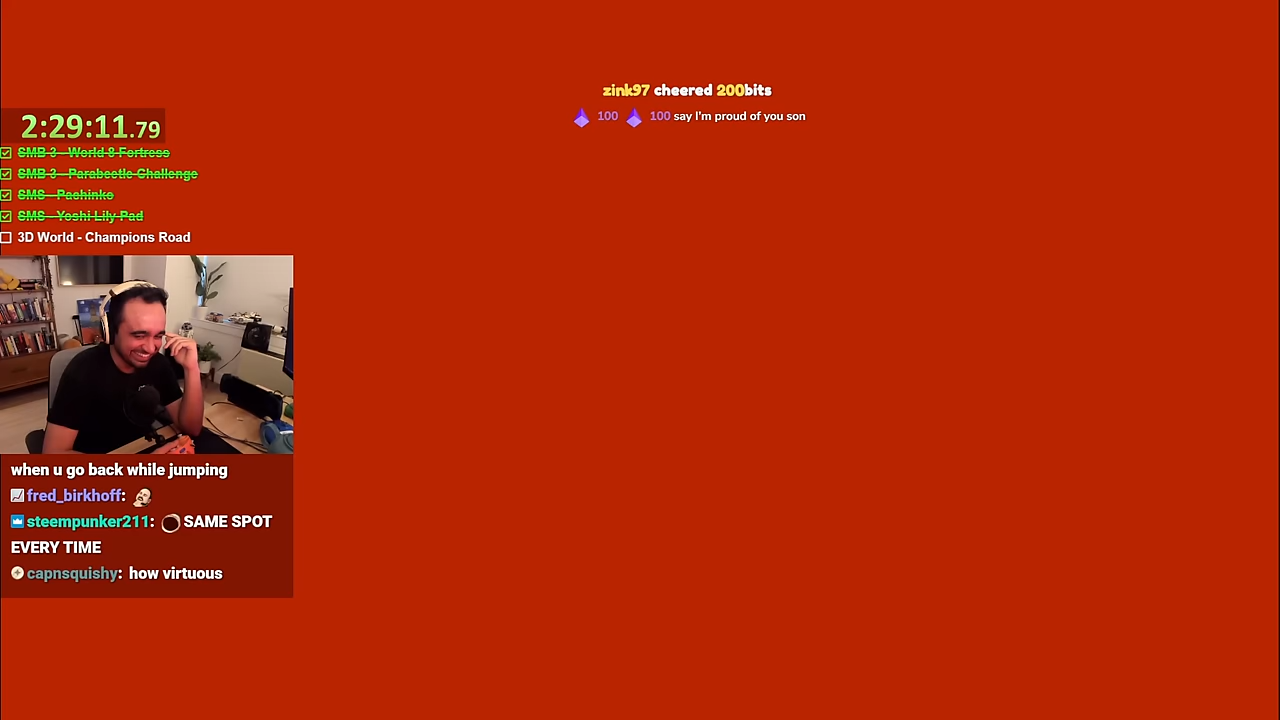 zink97 cheered 200bits
100 100 say I'm proud of you son
2:29:11.79
SMB 3 - World 8 Fortress
SMB 3 - Parabeetle Challenge
SMS - Pachinko
SMS - Yoshi Lily Pad
3D World - Champions Road
when u go back while jumping
fred_birkhoff:
steempunker211: SAME SPOT
EVERY TIME
capnsquishy: how virtuous